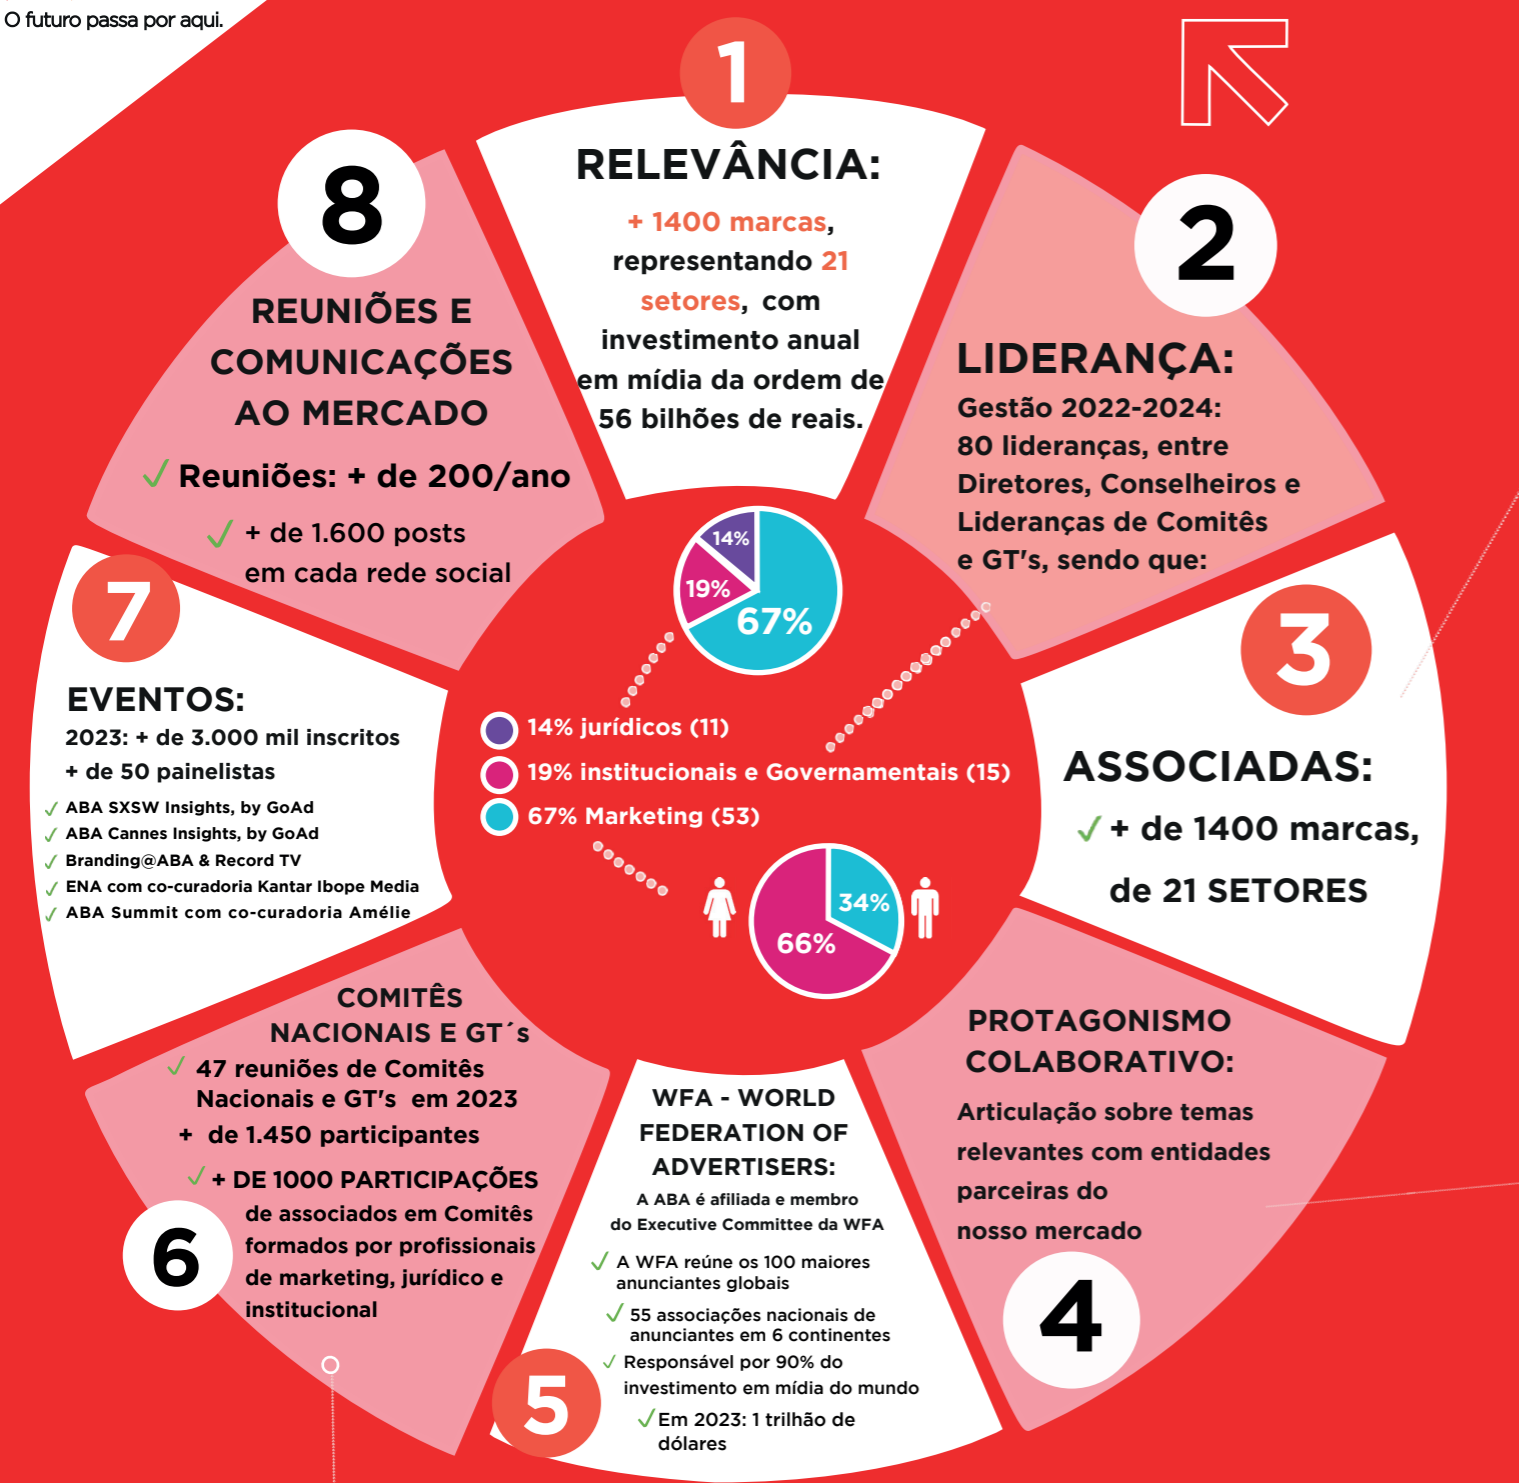 O futuro passa por aqui.
1
RELEVÂNCIA:
+ 1400 marcas,
representando 21
setores, com
investimento anual
em mídia da ordem de
56 bilhões de reais.
2
LIDERANÇA:
Gestão 2022-2024:
80 lideranças, entre
Diretores, Conselheiros e
Lideranças de Comitês
e GT's, sendo que:
14%
19%
67%
14% jurídicos (11)
19% institucionais e Governamentais (15)
67% Marketing (53)
34%
66%
3
ASSOCIADAS:
+ de 1400 marcas,
de 21 SETORES
PROTAGONISMO
COLABORATIVO:
Articulação sobre temas
relevantes com entidades
parceiras do
nosso mercado
4
WFA - WORLD
FEDERATION OF
ADVERTISERS:
A ABA é afiliada e membro
do Executive Committee da WFA
✓ A WFA reúne os 100 maiores
anunciantes globais
✓ 55 associações nacionais de
anunciantes em 6 continentes
✓ Responsável por 90% do
investimento em mídia do mundo
✓ Em 2023: 1 trilhão de
dólares
5
COMITÊS
NACIONAIS E GT´s
✓ 47 reuniões de Comitês
Nacionais e GT's em 2023
+ de 1.450 participantes
✓ + DE 1000 PARTICIPAÇÕES
de associados em Comitês
formados por profissionais
de marketing, jurídico e
institucional
6
7
EVENTOS:
2023: + de 3.000 mil inscritos
+ de 50 painelistas
✓ ABA SXSW Insights, by GoAd
✓ ABA Cannes Insights, by GoAd
✓ Branding@ABA & Record TV
✓ ENA com co-curadoria Kantar Ibope Media
✓ ABA Summit com co-curadoria Amélie
8
REUNIÕES E
COMUNICAÇÕES
AO MERCADO
✓ Reuniões: + de 200/ano
✓ + de 1.600 posts
em cada rede social